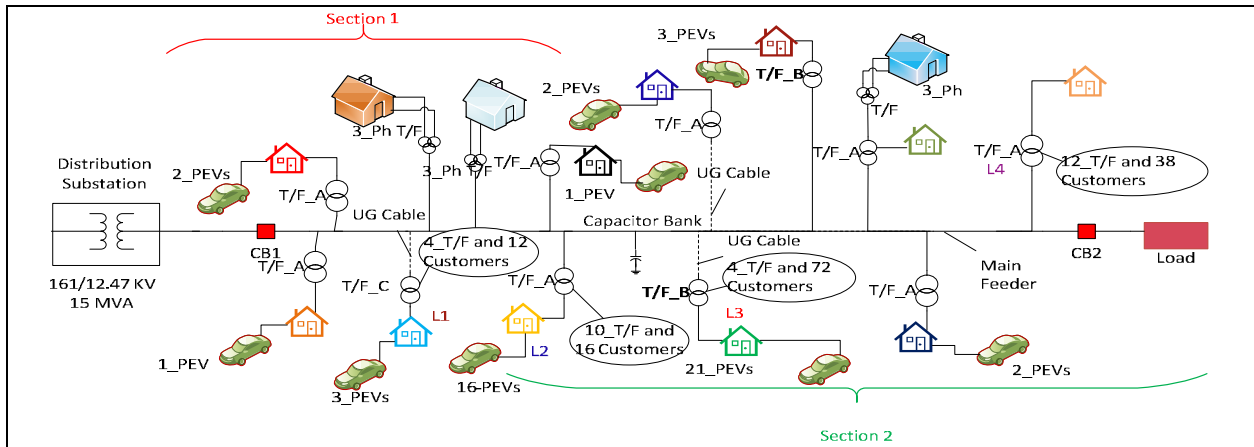 Section 1
3_PEVs
T/F_B
2_PEVs
3_Ph
T/F
3_Ph
T/F
T/F_A
T/F_A
3_Ph
T/F
T/F_A
T/F_A
L4
12_T/F and 38
Customers
Distribution
Substation
2_PEVs
T/F_A
1_PEV
UG Cable
UG Cable
Capacitor Bank
CB1
4_T/F and 12
Customers
UG Cable
CB2
Load
161/12.47 KV
15 MVA
T/F_A
T/F_C
T/F_A
T/F_B
4_T/F and 72
Customers
T/F_A
Main
Feeder
L1
L2
10_T/F and
16 Customers
L3
1_PEV
3_PEVs
16-PEVs
21_PEVs
2_PEVs
Section 2